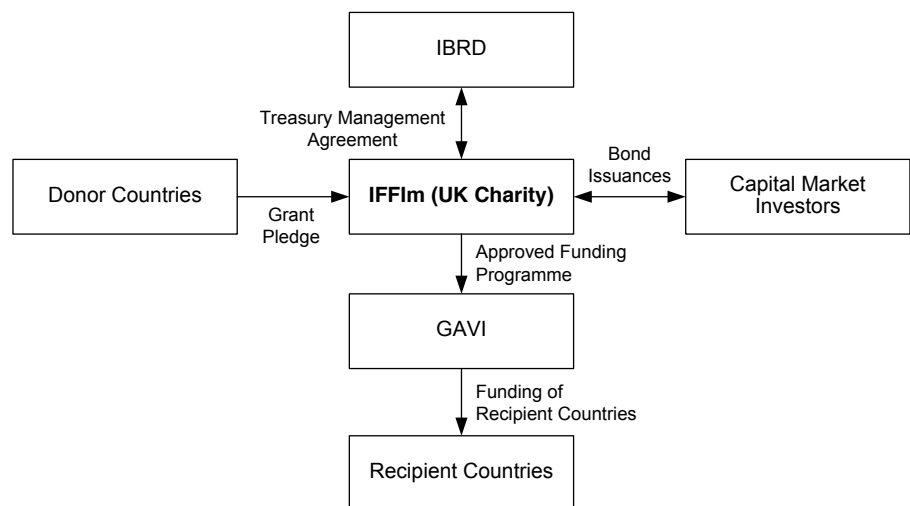 IBRD
Treasury Management
Agreement
Donor Countries
Grant
Pledge
IFFIm (UK Charity)
Bond
Issuances
Capital Market
Investors
Approved Funding
Programme
GAVI
Funding of
Recipient Countries
Recipient Countries